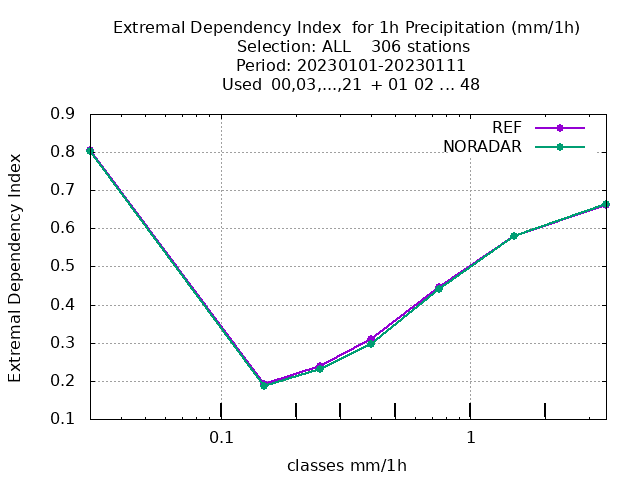 Extremal Dependency Index  for 1h Precipitation (mm/1h)
Selection: ALL    306 stations
Period: 20230101-20230111
Used  00,03,...,21  + 01 02 ... 48
REF
NORADAR
Extremal Dependency Index
0.9
0.8
0.7
0.6
0.5
0.4
0.3
0.2
0.1
0.1
1
classes mm/1h